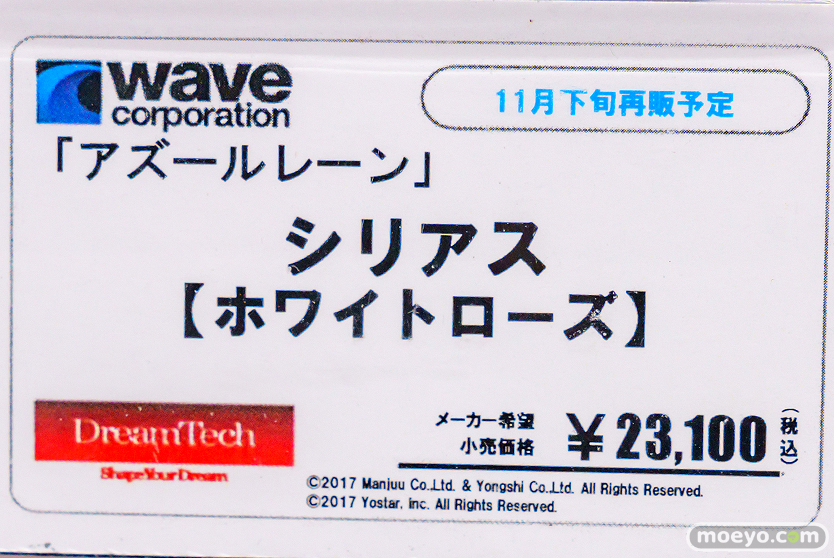 wave
corporation
11月下旬再販予定
「アズールレーン」
シリアス
【ホワイトローズ】
DreamTech
Shape Your Dream
メーカー希望
小売価格
¥23,100
(税込)
©2017 Manjuu Co.,Ltd. & Yongshi Co.,Ltd. All Rights Reserved.
©2017 Yostar, Inc. All Rights Reserved.
moeyo.com